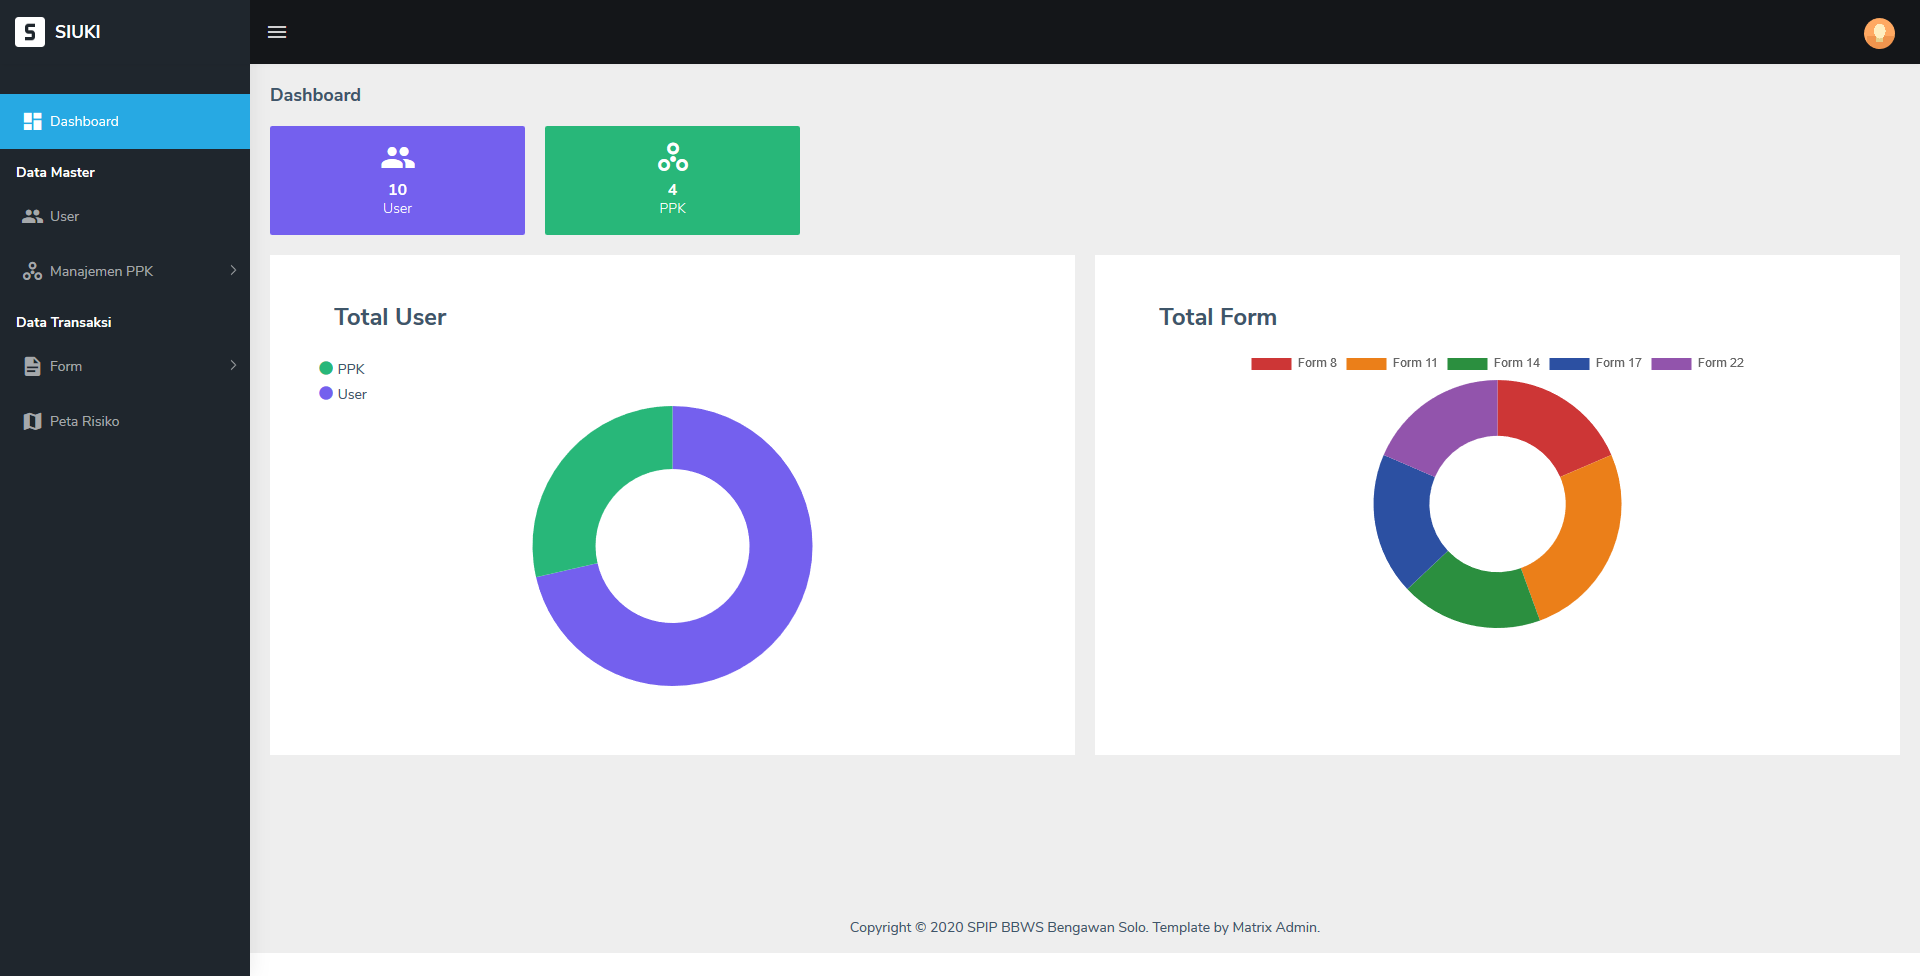 S SIUKI
Dashboard
Data Master
User
Manajemen PPK
Data Transaksi
Form
Peta Risiko
Dashboard
10
User
4
PPK
Total User
PPK
User
Total Form
Form 8 Form 11 Form 14 Form 17 Form 22
Copyright © 2020 SPIP BBWS Bengawan Solo. Template by Matrix Admin.